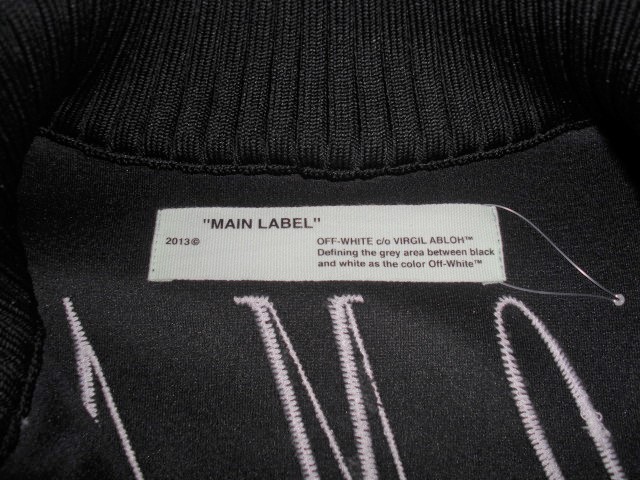 "MAIN LABEL"
2013©
OFF-WHITE c/o VIRGIL ABLOH™
Defining the grey area between black
and white as the color Off-White™